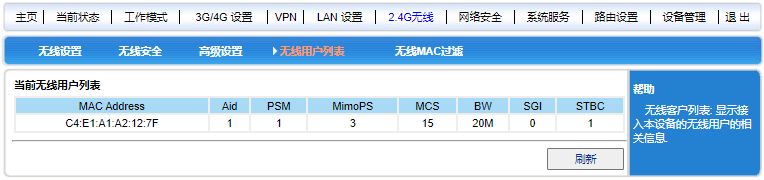 主页 当前状态 工作模式 3G/4G 设置 VPN LAN 设置 2.4G无线 网络安全 系统服务 路由设置 设备管理 退 出
无线设置 无线安全 高级设置 无线用户列表 无线MAC过滤
当前无线用户列表
MAC Address Aid PSM MimoPS MCS BW SGI STBC
C4:E1:A1:A2:12:7F 1 1 3 15 20M 0 1
刷新
帮助
无线客户列表: 显示接
入本设备的无线用户的相
关信息.